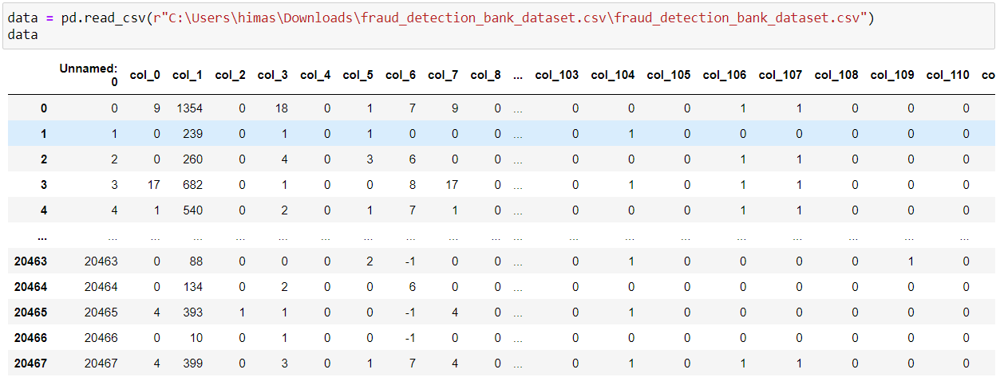 data = pd.read_csv(r"C:\Users\himas\Downloads\fraud_detection_bank_dataset.csv\fraud_detection_bank_dataset.csv")
data
Unnamed: 0 col_0 col_1 col_2 col_3 col_4 col_5 col_6 col_7 col_8 ... col_103 col_104 col_105 col_106 col_107 col_108 col_109 col_110 co
0 0 9 1354 0 18 0 1 7 9 0 ... 0 0 0 1 1 0 0 0
1 1 0 239 0 1 0 1 0 0 0 ... 0 1 0 0 0 0 0 0
2 2 0 260 0 4 0 3 6 0 0 ... 0 0 0 1 1 0 0 0
3 3 17 682 0 1 0 0 8 17 0 ... 0 1 0 1 1 0 0 0
4 4 1 540 0 2 0 1 7 1 0 ... 0 0 0 1 1 0 0 0
... ... ... ... ... ... ... ... ... ... ... ... ... ... ... ... ... ... ... ...
20463 20463 0 88 0 0 0 2 -1 0 0 ... 0 1 0 0 0 0 1 0
20464 20464 0 134 0 2 0 0 6 0 0 ... 0 0 0 0 0 0 0 0
20465 20465 4 393 1 1 0 0 -1 4 0 ... 0 1 0 0 0 0 0 0
20466 20466 0 10 0 1 0 0 -1 0 0 ... 0 0 0 0 0 0 0 0
20467 20467 4 399 0 3 0 1 7 4 0 ... 0 1 0 1 1 0 0 0